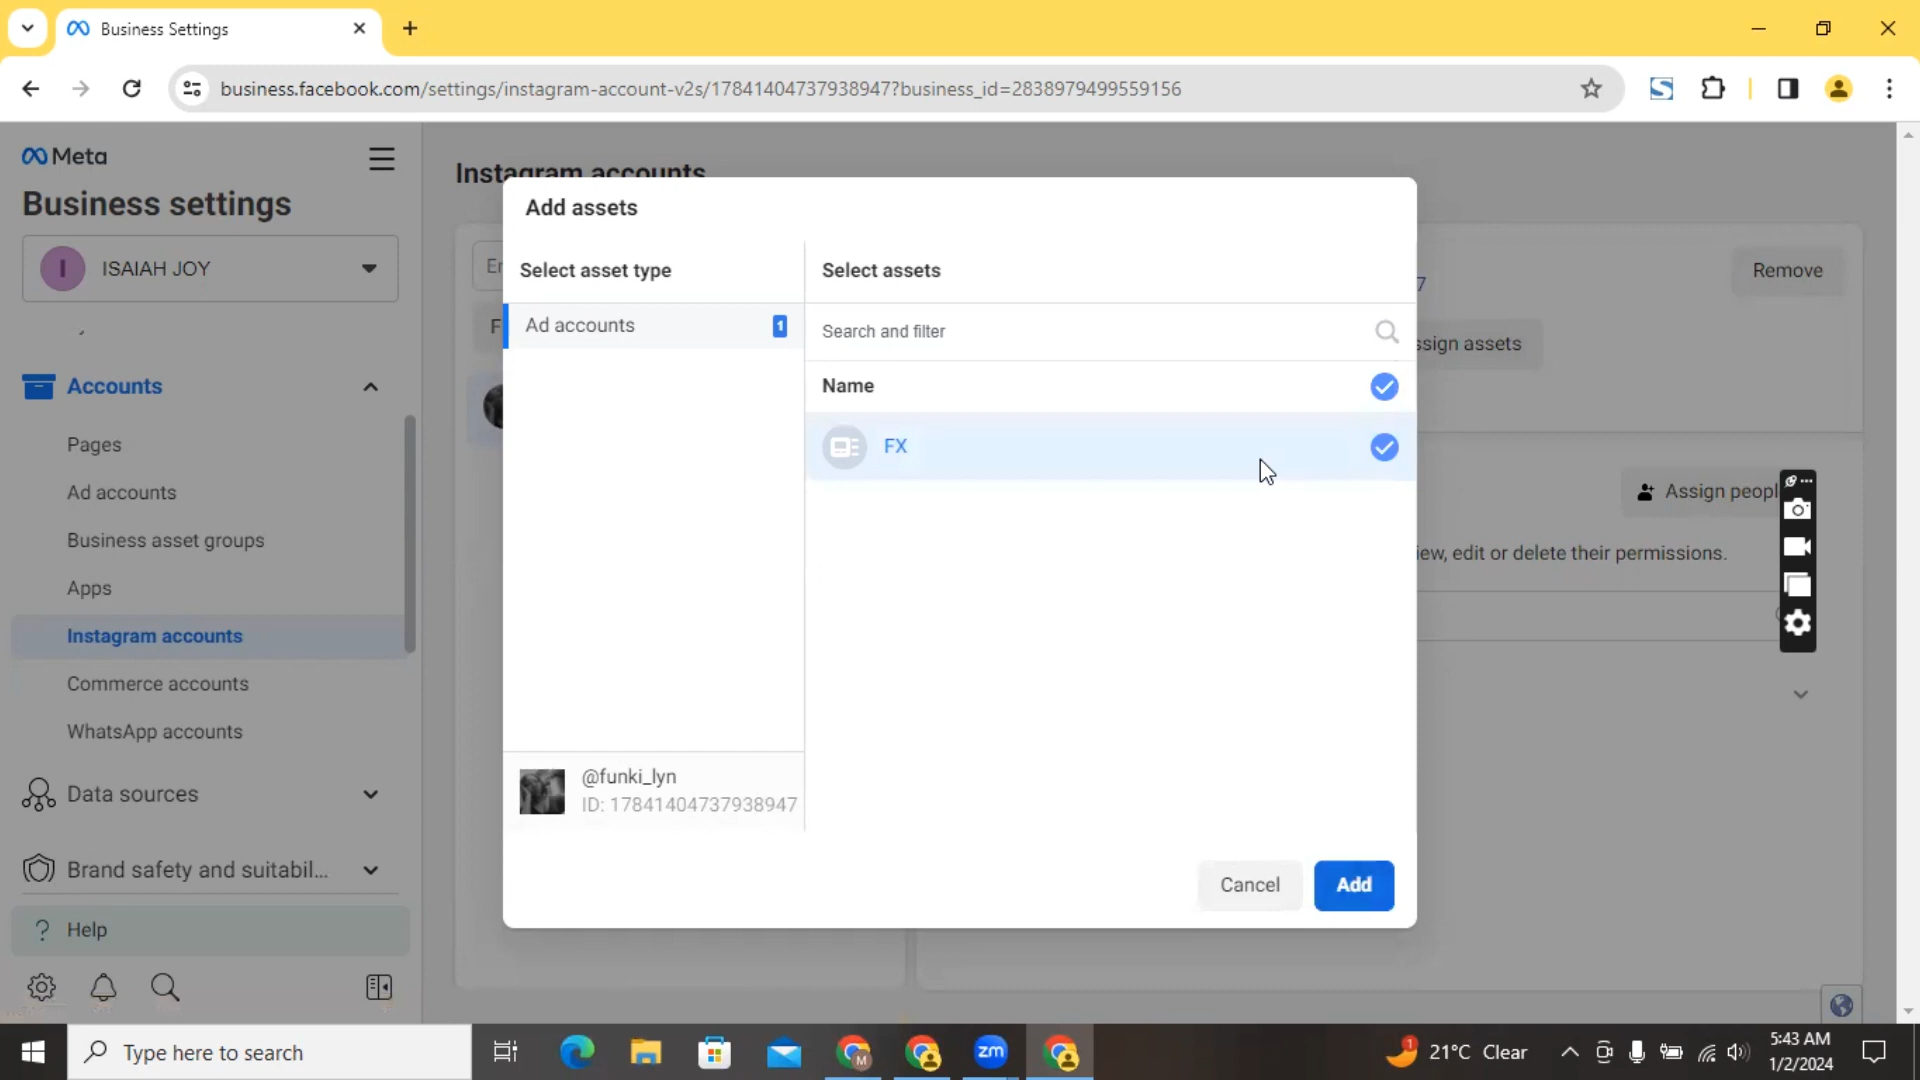 Business Settings
business.facebook.com/settings/instagram-account-v2s/17841404737938947?business_id=2838979499559156
Meta
Business settings
I ISAIAH JOY
Accounts
Pages
Ad accounts
Business asset groups
Apps
Instagram accounts
Commerce accounts
WhatsApp accounts
Data sources
Brand safety and suitabil...
? Help
Instagram accounts
Remove
7
ssign assets
Assign peopl
iew, edit or delete their permissions.
Add assets
Select asset type
Ad accounts 1
@funki_lyn
ID: 17841404737938947
Select assets
Search and filter
Name
FX
Cancel
Add
Type here to search
zm
M
1
21°C Clear
5:43 AM
1/2/2024